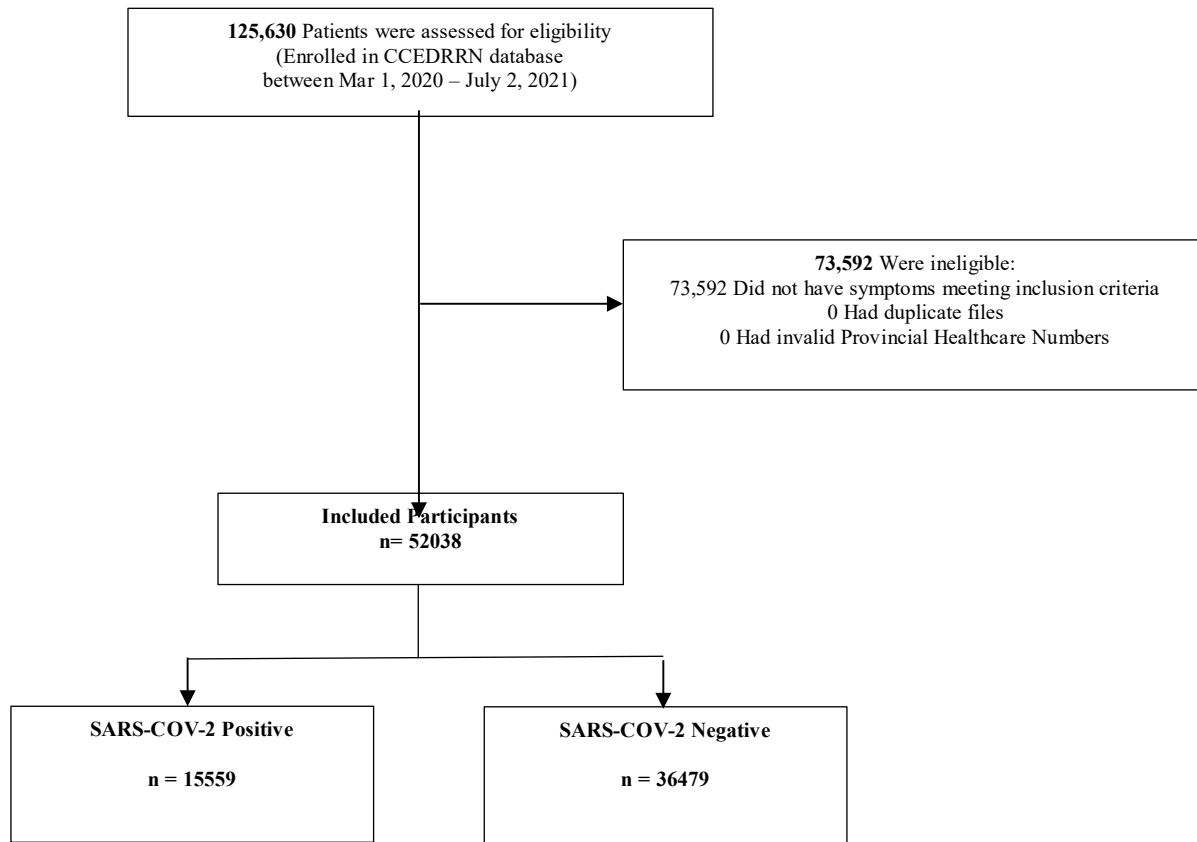 125,630 Patients were assessed for eligibility
(Enrolled in CCEDRRN database
between Mar 1, 2020 – July 2, 2021)
73,592 Were ineligible:
73,592 Did not have symptoms meeting inclusion criteria
0 Had duplicate files
0 Had invalid Provincial Healthcare Numbers
Included Participants
n= 52038
SARS-COV-2 Positive
n = 15559
SARS-COV-2 Negative
n = 36479